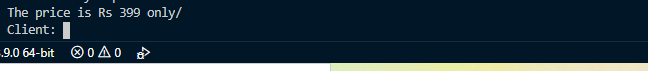 The price is Rs 399 only/
Client:
.9.0 64-bit 0 0